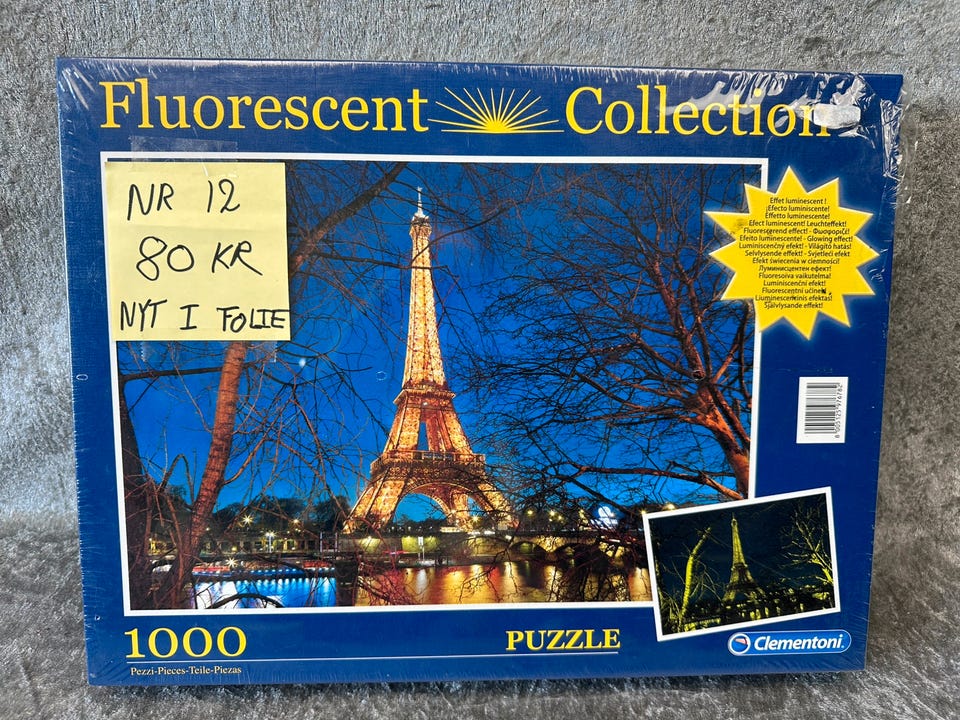 Fluorescent Collection
NR 12
80 KR
NYT I FOLIE
Effet luminescent !
¡Efecto luminiscente!
Effetto luminescente!
Efect luminescent! Leuchteffekt!
Fluorescerend effect! - Φωσφορίζέ!
Efeito luminescente! - Glowing effect!
Luminiscenčný efekt! - Világító hatás!
Selvlysende effekt! - Svjetleći efekt
Efekt świecenia w ciemności!
Луминисцентен ефект!
Fluoresoiva vaikutelma!
Luminiscenční efekt!
Fluorescentni učinek!
Liuminescencinis efektas!
Självlysande effekt!
1000
Pezzi-Pieces-Teile-Piezas
PUZZLE
Clementoni